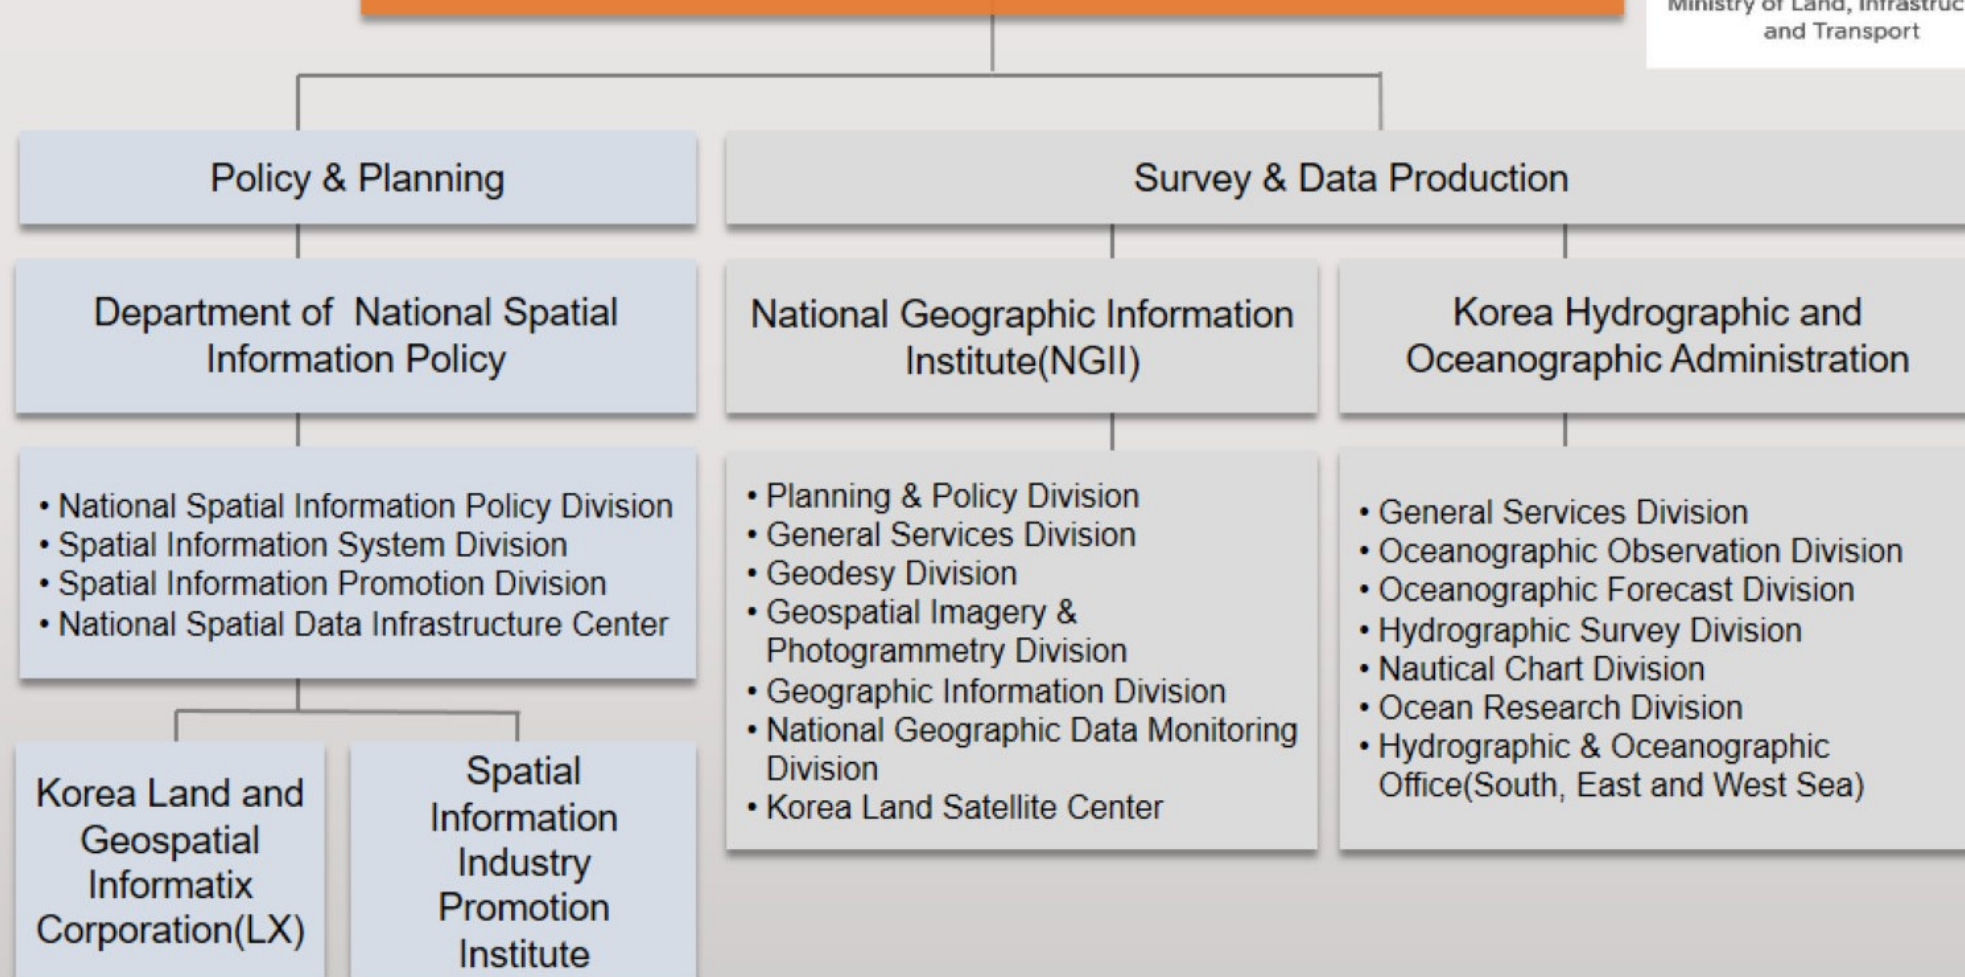 Ministry of Land,
and Transport
Policy & Planning
Survey & Data Production
Department of National Spatial
Information Policy
National Geographic Information
Institute(NGII)
Korea Hydrographic and
Oceanographic Administration
• National Spatial Information Policy Division
• Spatial Information System Division
• Spatial Information Promotion Division
• National Spatial Data Infrastructure Center
• Planning & Policy Division
• General Services Division
• Geodesy Division
• Geospatial Imagery &
Photogrammetry Division
• Geographic Information Division
• National Geographic Data Monitoring
Division
• Korea Land Satellite Center
• General Services Division
• Oceanographic Observation Division
• Oceanographic Forecast Division
• Hydrographic Survey Division
• Nautical Chart Division
• Ocean Research Division
• Hydrographic & Oceanographic
Office(South, East and West Sea)
Korea Land and
Geospatial
Informatix
Corporation(LX)
Spatial
Information
Industry
Promotion
Institute